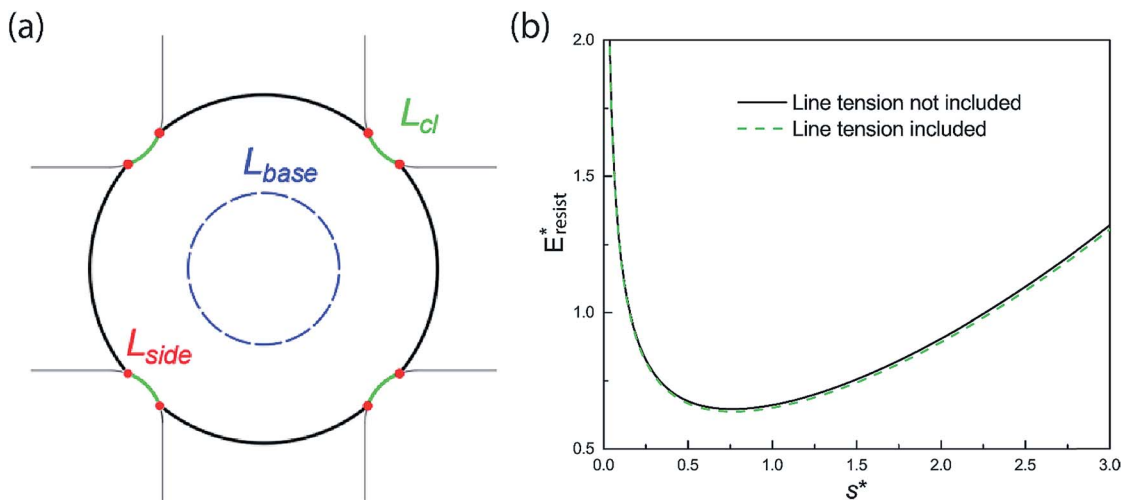 (a)
L_cl
L_base
L_side
(b)
2.0
1.5
1.0
0.5
E*_resist
Line tension not included
Line tension included
0.0 0.5 1.0 1.5 2.0 2.5 3.0
s*